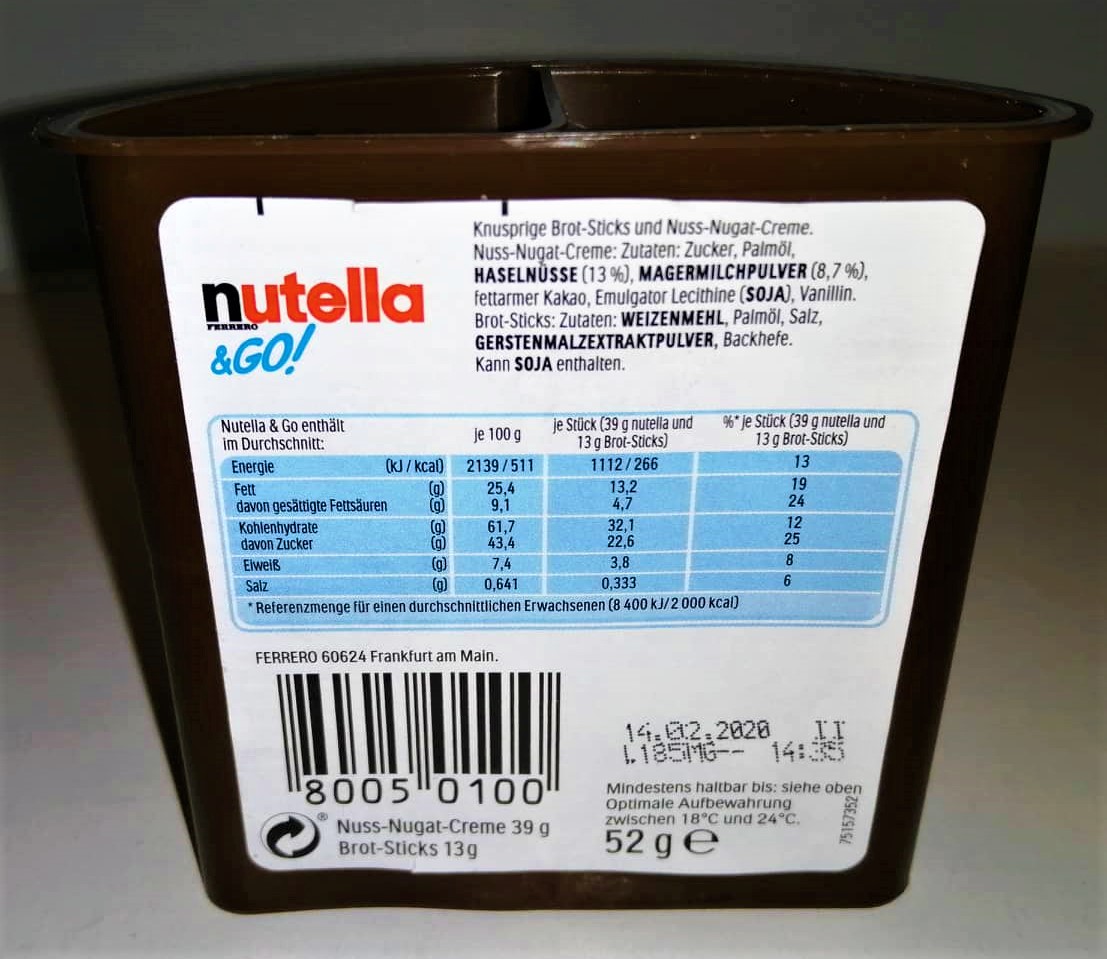 nutella
FERRERO
&GO!
Knusprige Brot-Sticks und Nuss-Nugat-Creme.
Nuss-Nugat-Creme: Zutaten: Zucker, Palmöl,
HASELNÜSSE (13 %), MAGERMILCHPULVER (8,7 %),
fettarmer Kakao, Emulgator Lecithine (SOJA), Vanillin.
Brot-Sticks: Zutaten: WEIZENMEHL, Palmöl, Salz,
GERSTENMALZEXTRAKTPULVER, Backhefe.
Kann SOJA enthalten.
Nutella & Go enthält
im Durchschnitt:
je 100 g
je Stück (39 g nutella und
13 g Brot-Sticks)
%* je Stück (39 g nutella und
13 g Brot-Sticks)
Energie (kJ / kcal) 2139 / 511 1112 / 266 13
Fett (g) 25,4 13,2 19
davon gesättigte Fettsäuren (g) 9,1 4,7 24
Kohlenhydrate (g) 61,7 32,1 12
davon Zucker (g) 43,4 22,6 25
Eiweiß (g) 7,4 3,8 8
Salz (g) 0,641 0,333 6
* Referenzmenge für einen durchschnittlichen Erwachsenen (8 400 kJ/2 000 kcal)
FERRERO 60624 Frankfurt am Main.
8005 0100
® Nuss-Nugat-Creme 39 g
Brot-Sticks 13g
14.02.2020 II
L185MG-- 14:35
Mindestens haltbar bis: siehe oben
Optimale Aufbewahrung
zwischen 18°C und 24°C.
52 g e
75157352